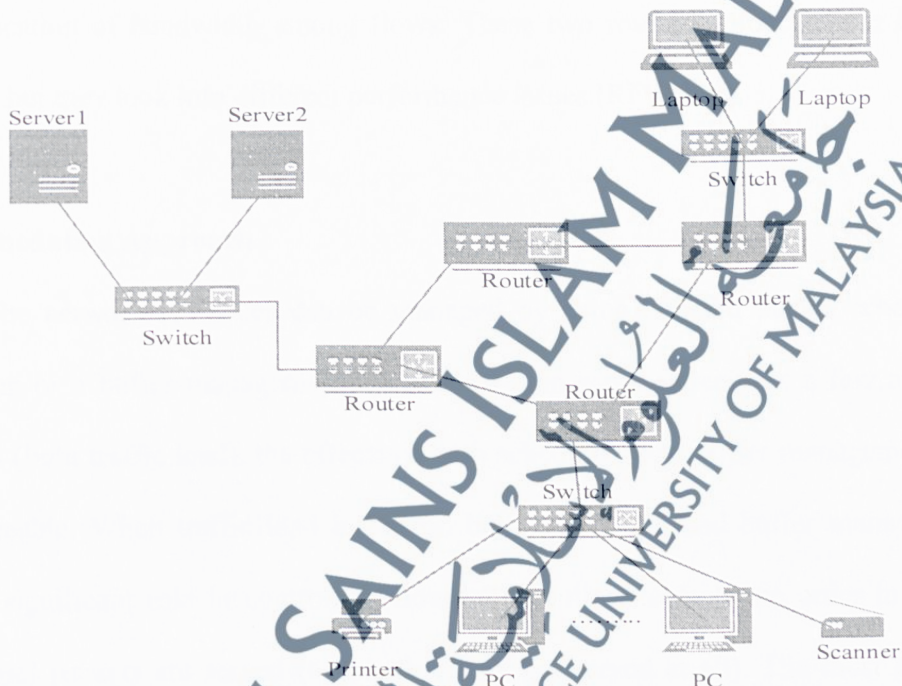 Laptop
Laptop
Server1
Server2
Switch
Router
Router
Switch
Router
Router
Switch
Printer
PC
PC
Scanner
SAINS ISLAM MAL
CE UNIVERSITY OF MALAYSIA